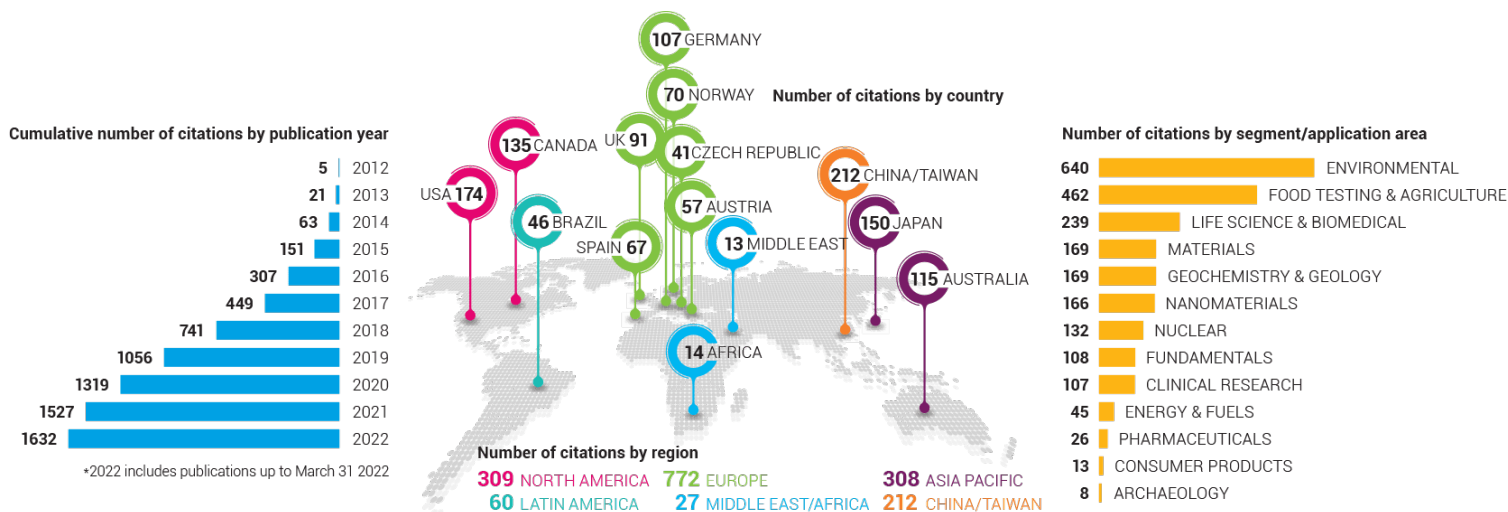 Cumulative number of citations by publication year
5 2012
21 2013
63 2014
151 2015
307 2016
449 2017
741 2018
1056 2019
1319 2020
1527 2021
1632 2022
*2022 includes publications up to March 31 2022
Number of citations by country
107 GERMANY
70 NORWAY
135 CANADA
UK 91
41 CZECH REPUBLIC
212 CHINA/TAIWAN
USA 174
46 BRAZIL
57 AUSTRIA
150 JAPAN
SPAIN 67
13 MIDDLE EAST
115 AUSTRALIA
14 AFRICA
Number of citations by region
309 NORTH AMERICA 772 EUROPE 308 ASIA PACIFIC
60 LATIN AMERICA 27 MIDDLE EAST/AFRICA 212 CHINA/TAIWAN
Number of citations by segment/application area
640 ENVIRONMENTAL
462 FOOD TESTING & AGRICULTURE
239 LIFE SCIENCE & BIOMEDICAL
169 MATERIALS
169 GEOCHEMISTRY & GEOLOGY
166 NANOMATERIALS
132 NUCLEAR
108 FUNDAMENTALS
107 CLINICAL RESEARCH
45 ENERGY & FUELS
26 PHARMACEUTICALS
13 CONSUMER PRODUCTS
8 ARCHAEOLOGY